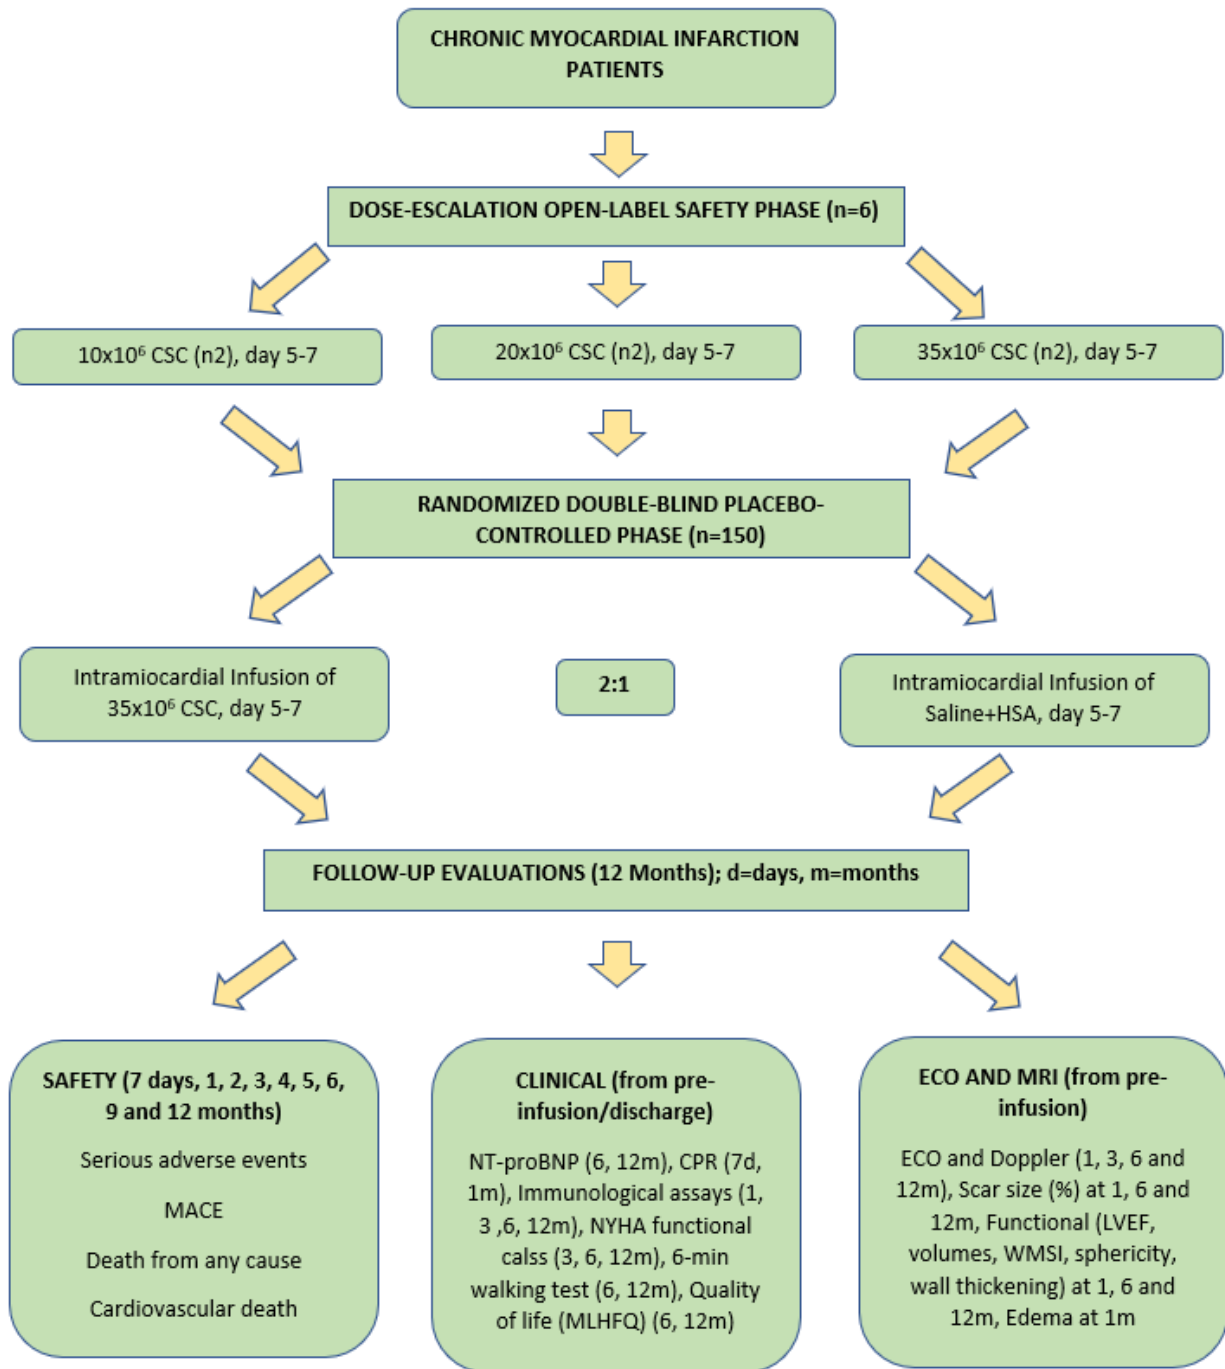 CHRONIC MYOCARDIAL INFARCTION
PATIENTS
DOSE-ESCALATION OPEN-LABEL SAFETY PHASE (n=6)
10x10⁶ CSC (n2), day 5-7
20x10⁶ CSC (n2), day 5-7
35x10⁶ CSC (n2), day 5-7
RANDOMIZED DOUBLE-BLIND PLACEBO-
CONTROLLED PHASE (n=150)
Intramiocardial Infusion of
35x10⁶ CSC, day 5-7
2:1
Intramiocardial Infusion of
Saline+HSA, day 5-7
FOLLOW-UP EVALUATIONS (12 Months); d=days, m=months
SAFETY (7 days, 1, 2, 3, 4, 5, 6,
9 and 12 months)
Serious adverse events
MACE
Death from any cause
Cardiovascular death
CLINICAL (from pre-
infusion/discharge)
NT-proBNP (6, 12m), CPR (7d,
1m), Immunological assays (1,
3 ,6, 12m), NYHA functional
calss (3, 6, 12m), 6-min
walking test (6, 12m), Quality
of life (MLHFQ) (6, 12m)
ECO AND MRI (from pre-
infusion)
ECO and Doppler (1, 3, 6 and
12m), Scar size (%) at 1, 6 and
12m, Functional (LVEF,
volumes, WMSI, sphericity,
wall thickening) at 1, 6 and
12m, Edema at 1m